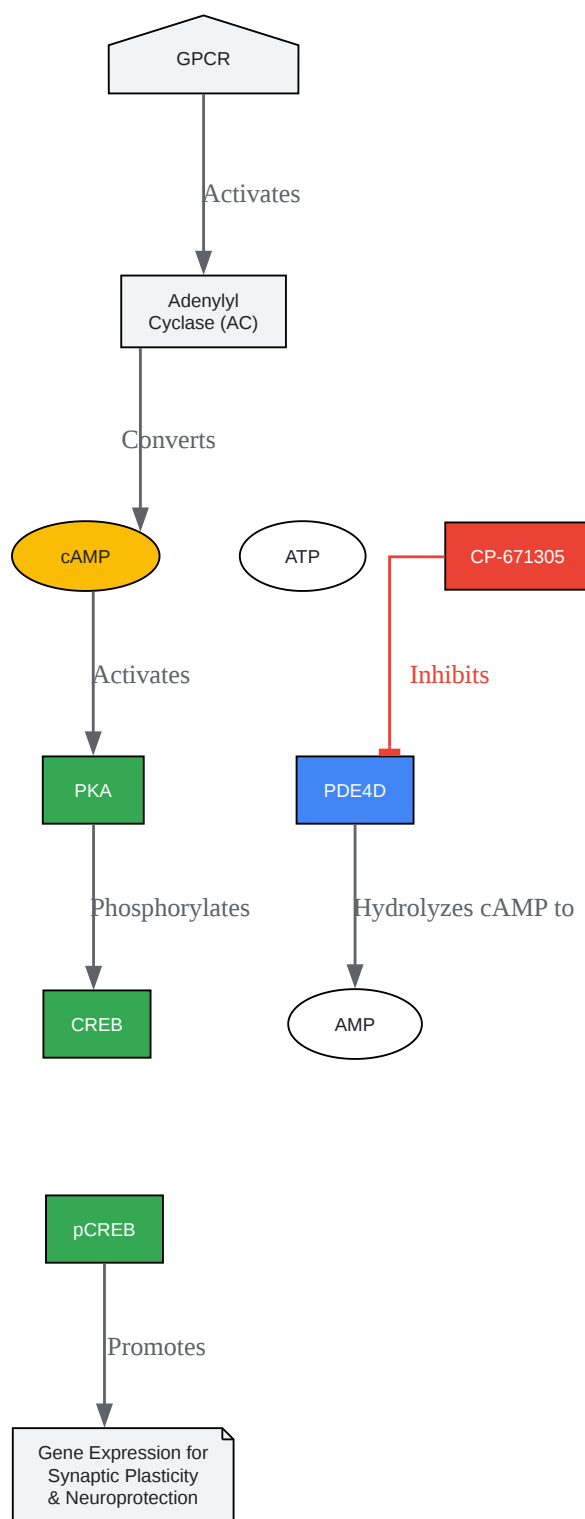 GPCR
Activates
Adenylyl
Cyclase (AC)
Converts
cAMP
ATP
CP-671305
Activates
Inhibits
PKA
PDE4D
Phosphorylates
Hydrolyzes cAMP to
CREB
AMP
pCREB
Promotes
Gene Expression for
Synaptic Plasticity
& Neuroprotection